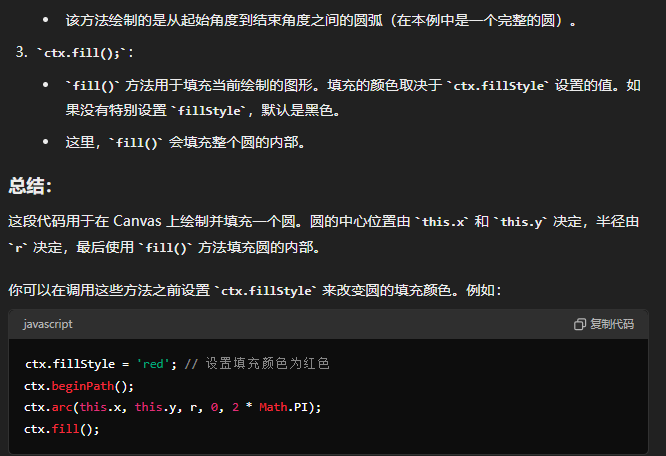 该方法绘制的是从起始角度到结束角度之间的圆弧（在本例中是一个完整的圆）。
3. `ctx.fill();`：
`fill()` 方法用于填充当前绘制的图形。填充的颜色取决于 `ctx.fillStyle` 设置的值。如
果没有特别设置 `fillStyle`，默认是黑色。
这里，`fill()` 会填充整个圆的内部。
总结：
这段代码用于在 Canvas 上绘制并填充一个圆。圆的中心位置由 `this.x` 和 `this.y` 决定，半径由
`r` 决定，最后使用 `fill()` 方法填充圆的内部。
你可以在调用这些方法之前设置 `ctx.fillStyle` 来改变圆的填充颜色。例如：
javascript 复制代码
ctx.fillStyle = 'red'; // 设置填充颜色为红色
ctx.beginPath();
ctx.arc(this.x, this.y, r, 0, 2 * Math.PI);
ctx.fill();